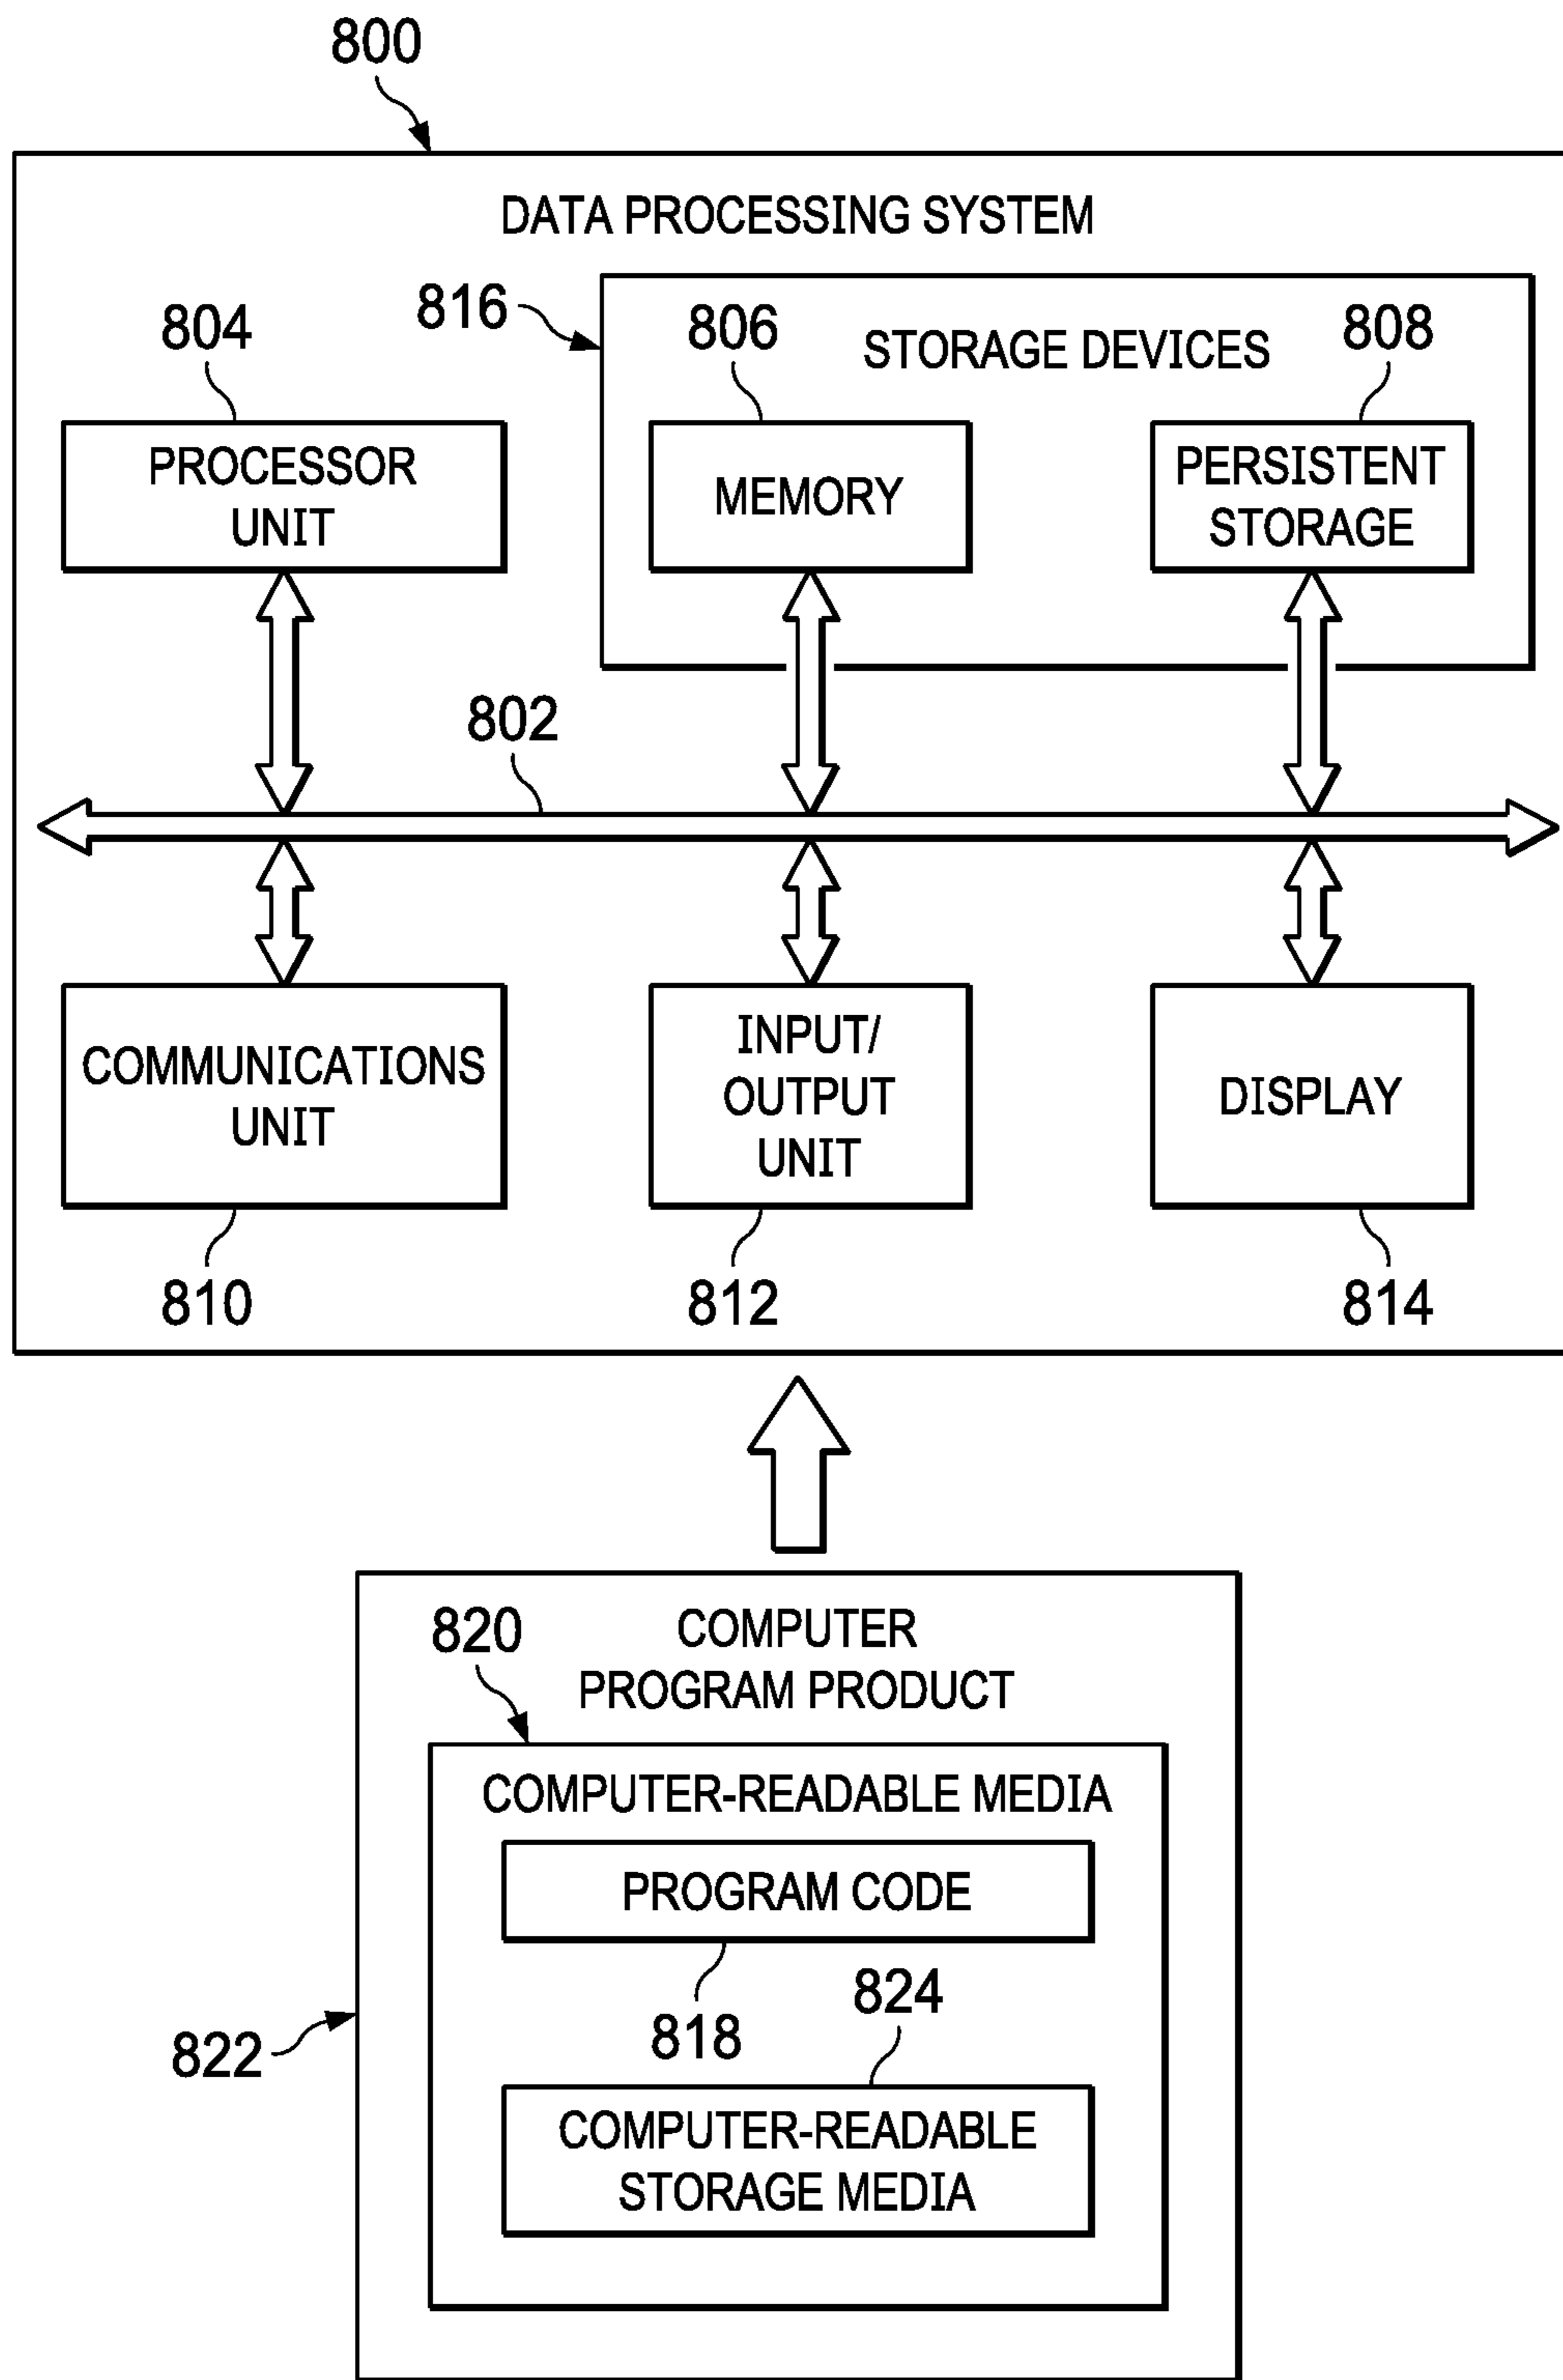 800
DATA PROCESSING SYSTEM
816
STORAGE DEVICES
804
806
808
PROCESSOR
UNIT
MEMORY
PERSISTENT
STORAGE
802
COMMUNICATIONS
UNIT
INPUT/
OUTPUT
UNIT
DISPLAY
810
812
814
820
COMPUTER
PROGRAM PRODUCT
COMPUTER-READABLE MEDIA
PROGRAM CODE
818
824
822
COMPUTER-READABLE
STORAGE MEDIA